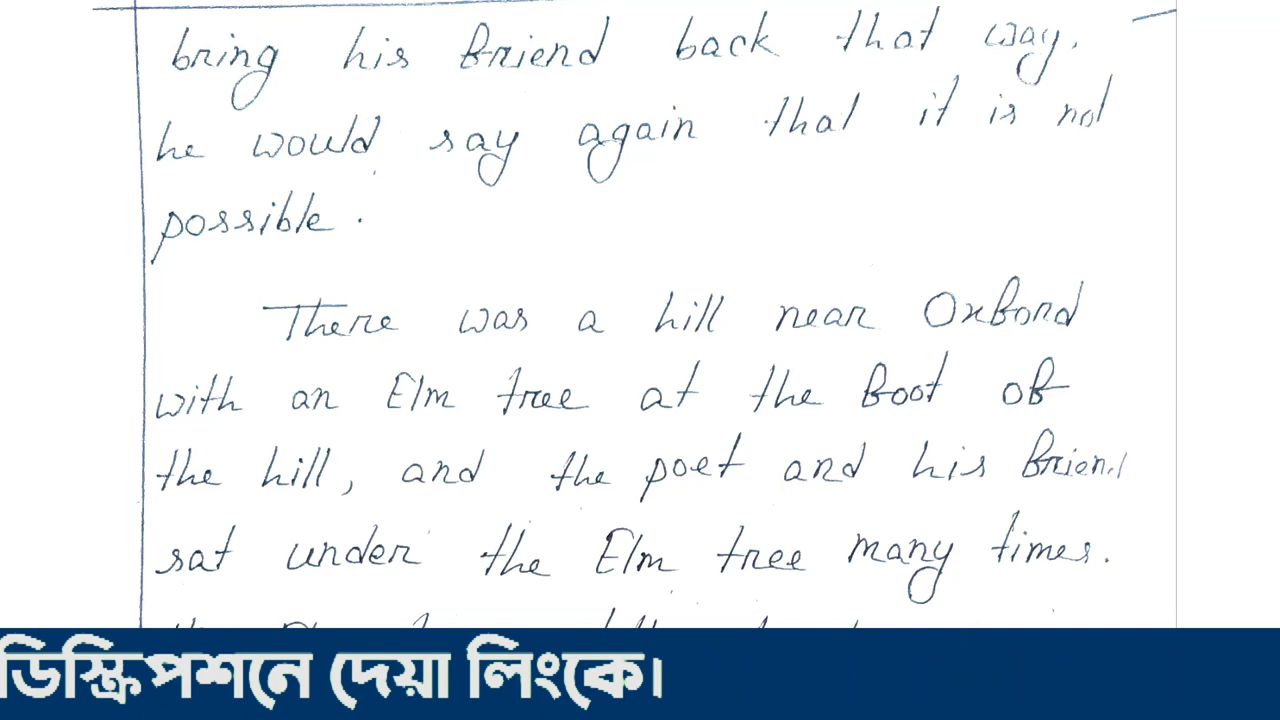 bring his friend back that way.
he would say again that it is not
possible.
There was a hill near Oxford
with an Elm tree at the foot of
the hill, and the poet and his friend
sat under the Elm tree many times.
ডিস্ক্রিপশনে দেয়া লিংকে।